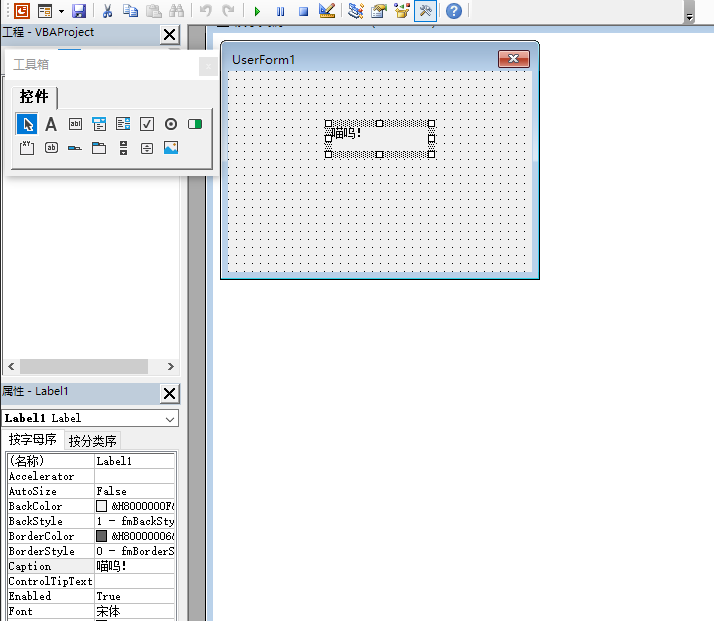 工程 - VBAProject
工具箱
控件
UserForm1
喵呜!
属性 - Label1
Label1 Label
按字母序 按分类序
(名称) Label1
Accelerator
AutoSize False
BackColor &H8000000F&
BackStyle 1 - fmBackSty
BorderColor &H80000006&
BorderStyle 0 - fmBorderS
Caption 喵呜!
ControlTipText
Enabled True
Font 宋体